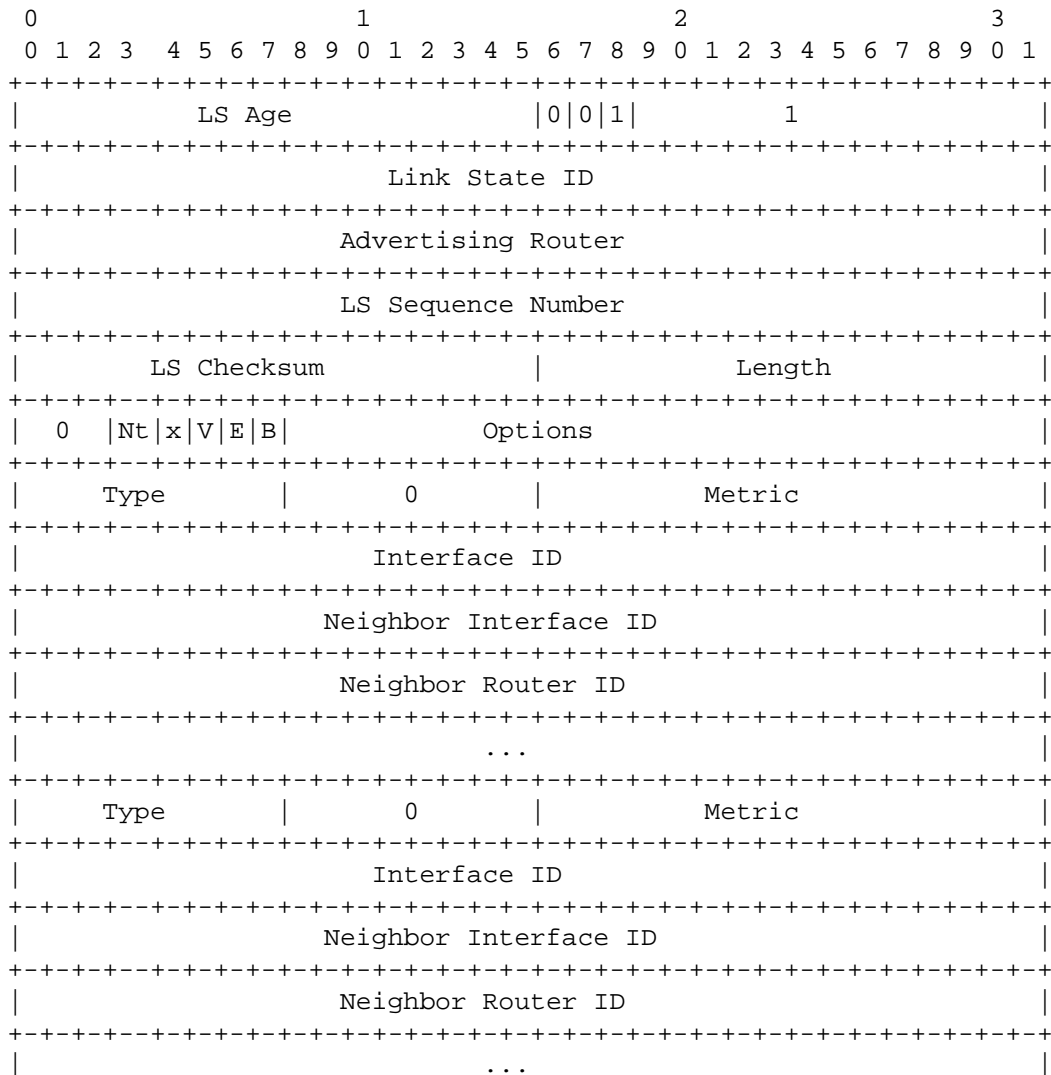 0                    1                   2                   3
 0 1 2 3  4 5 6 7 8 9 0 1 2 3 4 5 6 7 8 9 0 1 2 3 4 5 6 7 8 9 0 1
+-+-+-+--+-+-+-+-+-+-+-+-+-+-+-+-+-+-+-+-+-+-+-+-+-+-+-+-+-+-+-+-+
|           LS Age               |0|0|1|         1               |
+-+-+-+--+-+-+-+-+-+-+-+-+-+-+-+-+-+-+-+-+-+-+-+-+-+-+-+-+-+-+-+-+
|                       Link State ID                            |
+-+-+-+--+-+-+-+-+-+-+-+-+-+-+-+-+-+-+-+-+-+-+-+-+-+-+-+-+-+-+-+-+
|                    Advertising Router                          |
+-+-+-+--+-+-+-+-+-+-+-+-+-+-+-+-+-+-+-+-+-+-+-+-+-+-+-+-+-+-+-+-+
|                    LS Sequence Number                          |
+-+-+-+--+-+-+-+-+-+-+-+-+-+-+-+-+-+-+-+-+-+-+-+-+-+-+-+-+-+-+-+-+
|        LS Checksum             |            Length             |
+-+-+-+--+-+-+-+-+-+-+-+-+-+-+-+-+-+-+-+-+-+-+-+-+-+-+-+-+-+-+-+-+
|  0  |Nt|x|V|E|B|            Options                            |
+-+-+-+--+-+-+-+-+-+-+-+-+-+-+-+-+-+-+-+-+-+-+-+-+-+-+-+-+-+-+-+-+
|     Type       |       0       |          Metric               |
+-+-+-+--+-+-+-+-+-+-+-+-+-+-+-+-+-+-+-+-+-+-+-+-+-+-+-+-+-+-+-+-+
|                      Interface ID                              |
+-+-+-+--+-+-+-+-+-+-+-+-+-+-+-+-+-+-+-+-+-+-+-+-+-+-+-+-+-+-+-+-+
|                   Neighbor Interface ID                        |
+-+-+-+--+-+-+-+-+-+-+-+-+-+-+-+-+-+-+-+-+-+-+-+-+-+-+-+-+-+-+-+-+
|                    Neighbor Router ID                          |
+-+-+-+--+-+-+-+-+-+-+-+-+-+-+-+-+-+-+-+-+-+-+-+-+-+-+-+-+-+-+-+-+
|                             ...                                |
+-+-+-+--+-+-+-+-+-+-+-+-+-+-+-+-+-+-+-+-+-+-+-+-+-+-+-+-+-+-+-+-+
|     Type       |       0       |          Metric               |
+-+-+-+--+-+-+-+-+-+-+-+-+-+-+-+-+-+-+-+-+-+-+-+-+-+-+-+-+-+-+-+-+
|                      Interface ID                              |
+-+-+-+--+-+-+-+-+-+-+-+-+-+-+-+-+-+-+-+-+-+-+-+-+-+-+-+-+-+-+-+-+
|                   Neighbor Interface ID                        |
+-+-+-+--+-+-+-+-+-+-+-+-+-+-+-+-+-+-+-+-+-+-+-+-+-+-+-+-+-+-+-+-+
|                    Neighbor Router ID                          |
+-+-+-+--+-+-+-+-+-+-+-+-+-+-+-+-+-+-+-+-+-+-+-+-+-+-+-+-+-+-+-+-+
|                             ...                                |